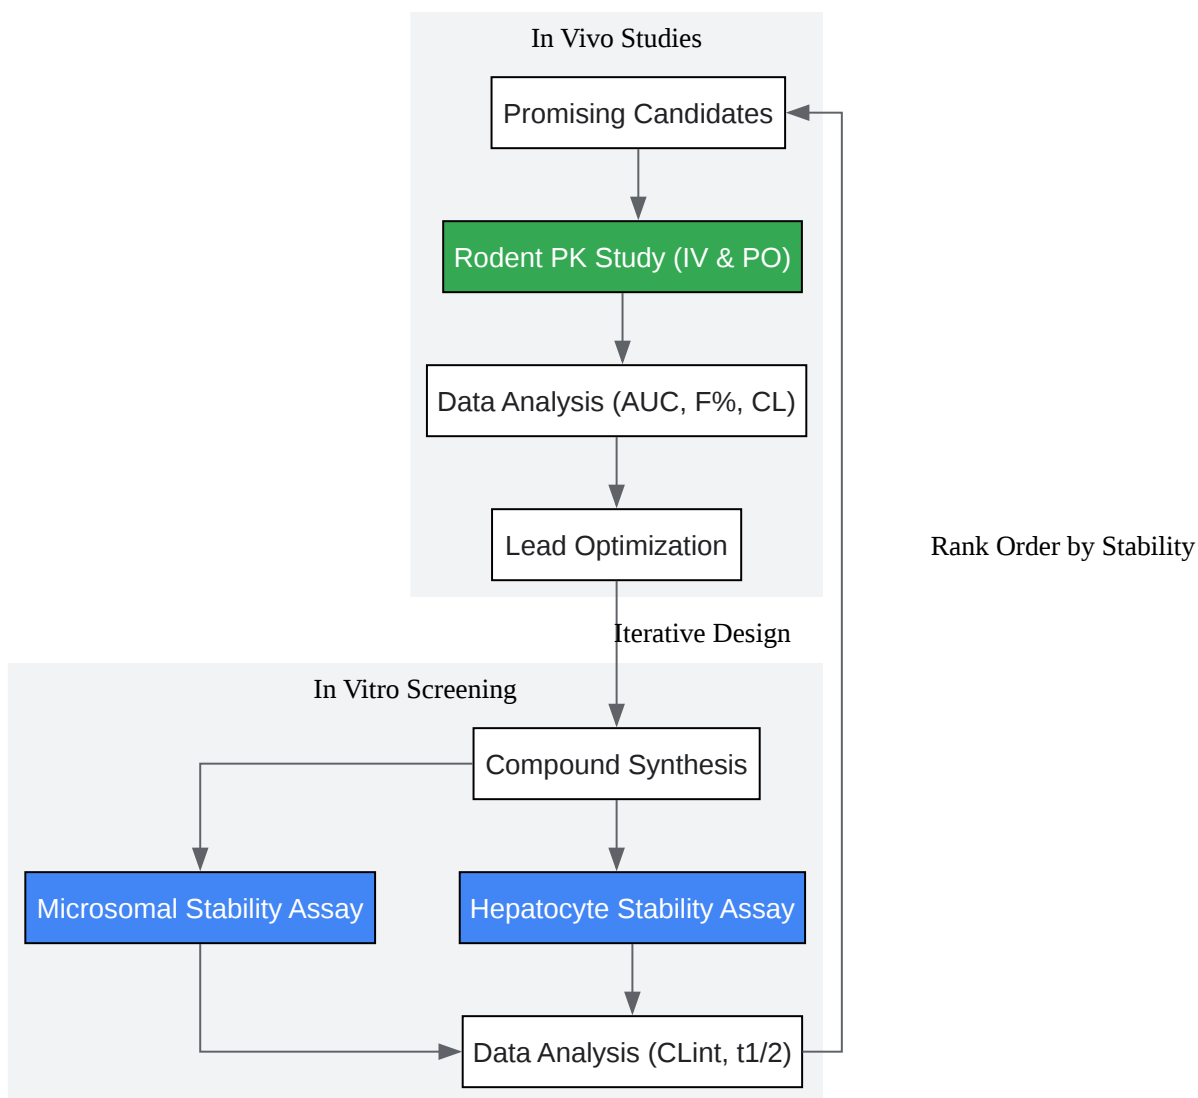 In Vivo Studies
Promising Candidates
Rodent PK Study (IV & PO)
Data Analysis (AUC, F%, CL)
Lead Optimization
Rank Order by Stability
Iterative Design
In Vitro Screening
Compound Synthesis
Microsomal Stability Assay
Hepatocyte Stability Assay
Data Analysis (CLint, t1/2)